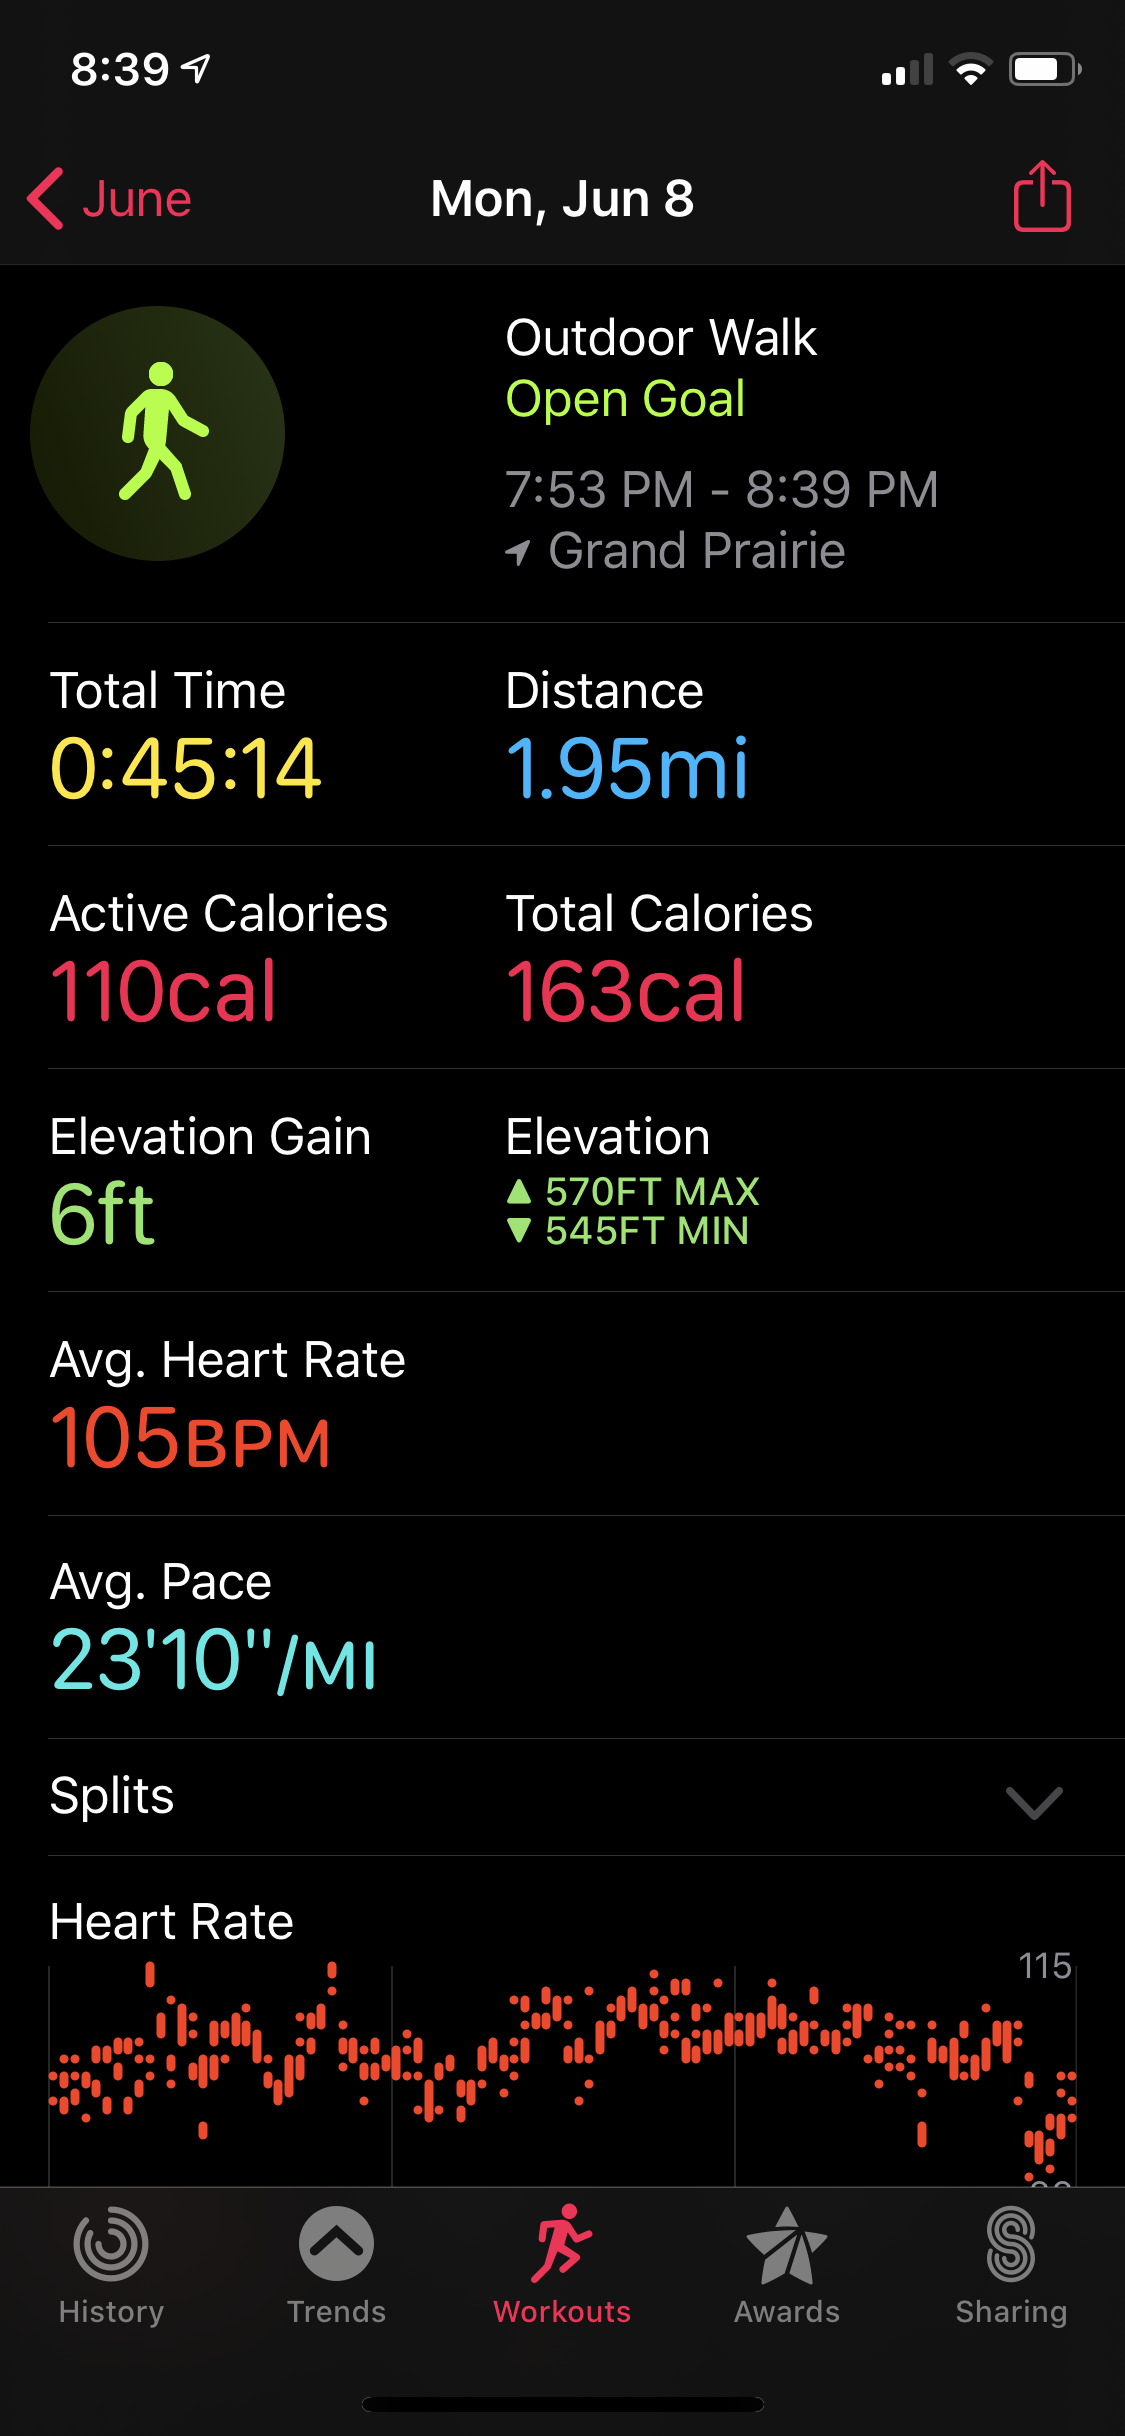 8:39
June
Mon, Jun 8
Outdoor Walk
Open Goal
7:53 PM - 8:39 PM
Grand Prairie
Total Time
0:45:14
Distance
1.95mi
Active Calories
110cal
Total Calories
163cal
Elevation Gain
6ft
Elevation
570FT MAX
545FT MIN
Avg. Heart Rate
105BPM
Avg. Pace
23'10"/MI
Splits
Heart Rate
115
History
Trends
Workouts
Awards
Sharing